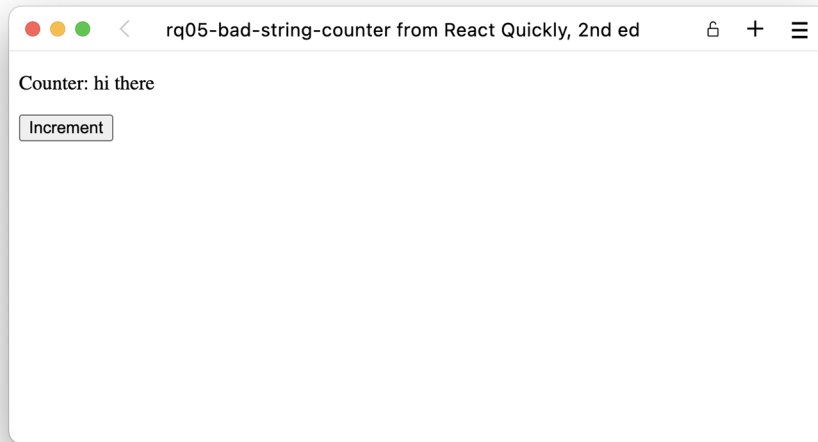 rq05-bad-string-counter from React Quickly, 2nd ed
Counter: hi there
Increment